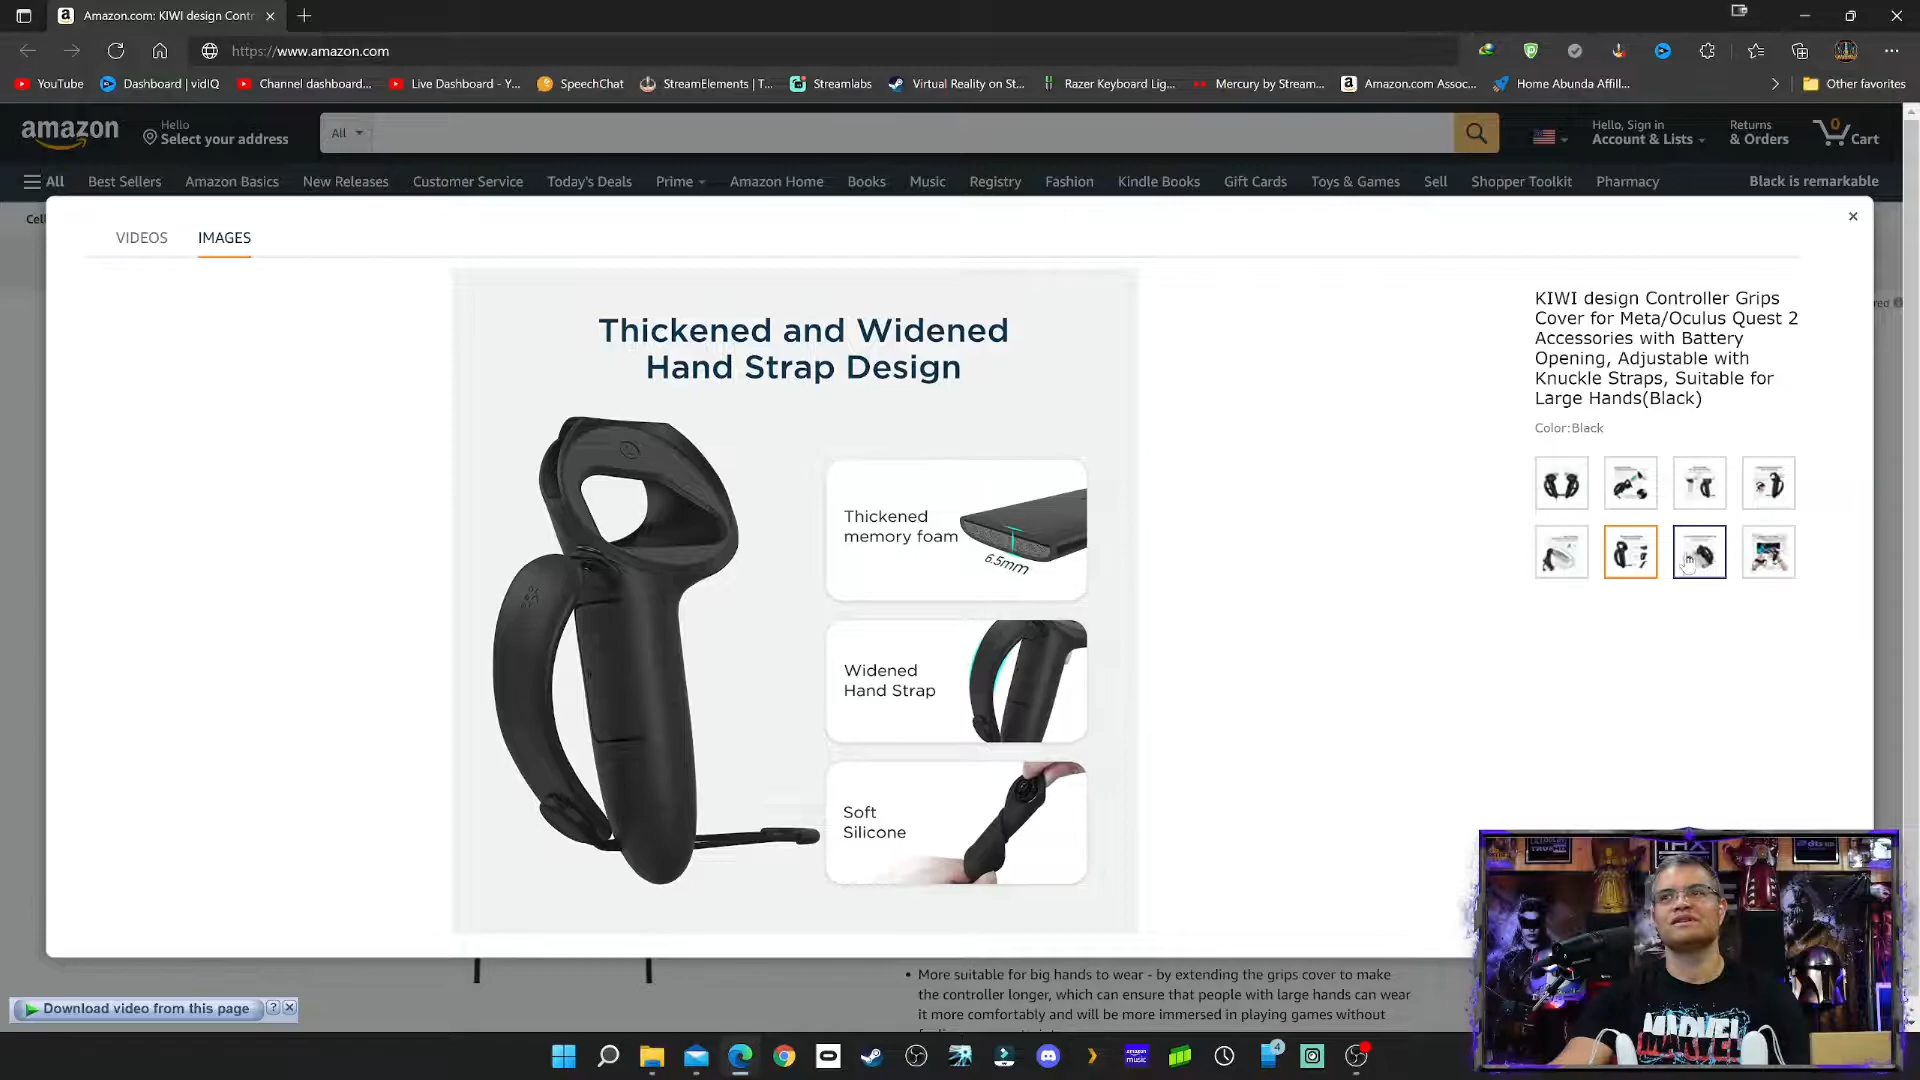 Amazon.com: KIWI design Contr
https://www.amazon.com
YouTube
Dashboard | vidIQ
Channel dashboard...
Live Dashboard - Y...
SpeechChat
StreamElements | T...
Streamlabs
Virtual Reality on St...
Razer Keyboard Lig...
Mercury by Stream...
Amazon.com Assoc...
Home Abunda Affill...
Other favorites
amazon
Hello
Select your address
All
Hello, Sign in
Account & Lists
Returns
& Orders
0
Cart
All
Best Sellers
Amazon Basics
New Releases
Customer Service
Today's Deals
Prime
Amazon Home
Books
Music
Registry
Fashion
Kindle Books
Gift Cards
Toys & Games
Sell
Shopper Toolkit
Pharmacy
Black is remarkable
Cell
VIDEOS
IMAGES
Thickened and Widened
Hand Strap Design
Thickened
memory foam
6.5mm
Widened
Hand Strap
Soft
Silicone
KIWI design Controller Grips
Cover for Meta/Oculus Quest 2
Accessories with Battery
Opening, Adjustable with
Knuckle Straps, Suitable for
Large Hands(Black)
Color:Black
• More suitable for big hands to wear - by extending the grips cover to make
the controller longer, which can ensure that people with large hands can wear
it more comfortably and will be more immersed in playing games without
Download video from this page
amazon
music
4
THX
dts
MARVEL